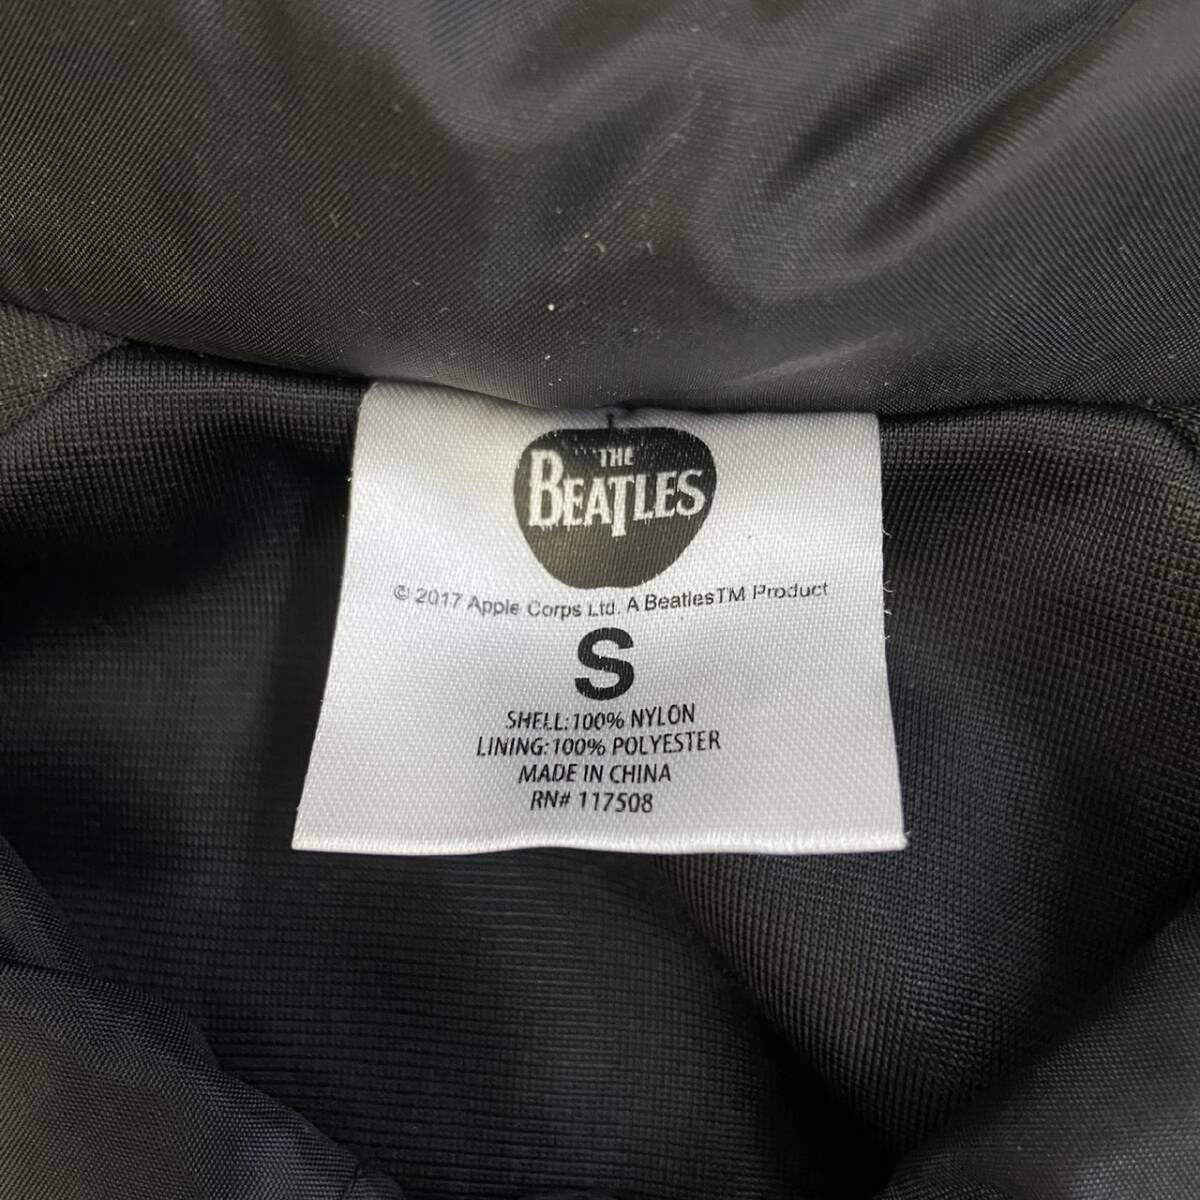 THE
BEATLES
© 2017 Apple Corps Ltd. A BeatlesTM Product
S
SHELL:100% NYLON
LINING:100% POLYESTER
MADE IN CHINA
RN# 117508